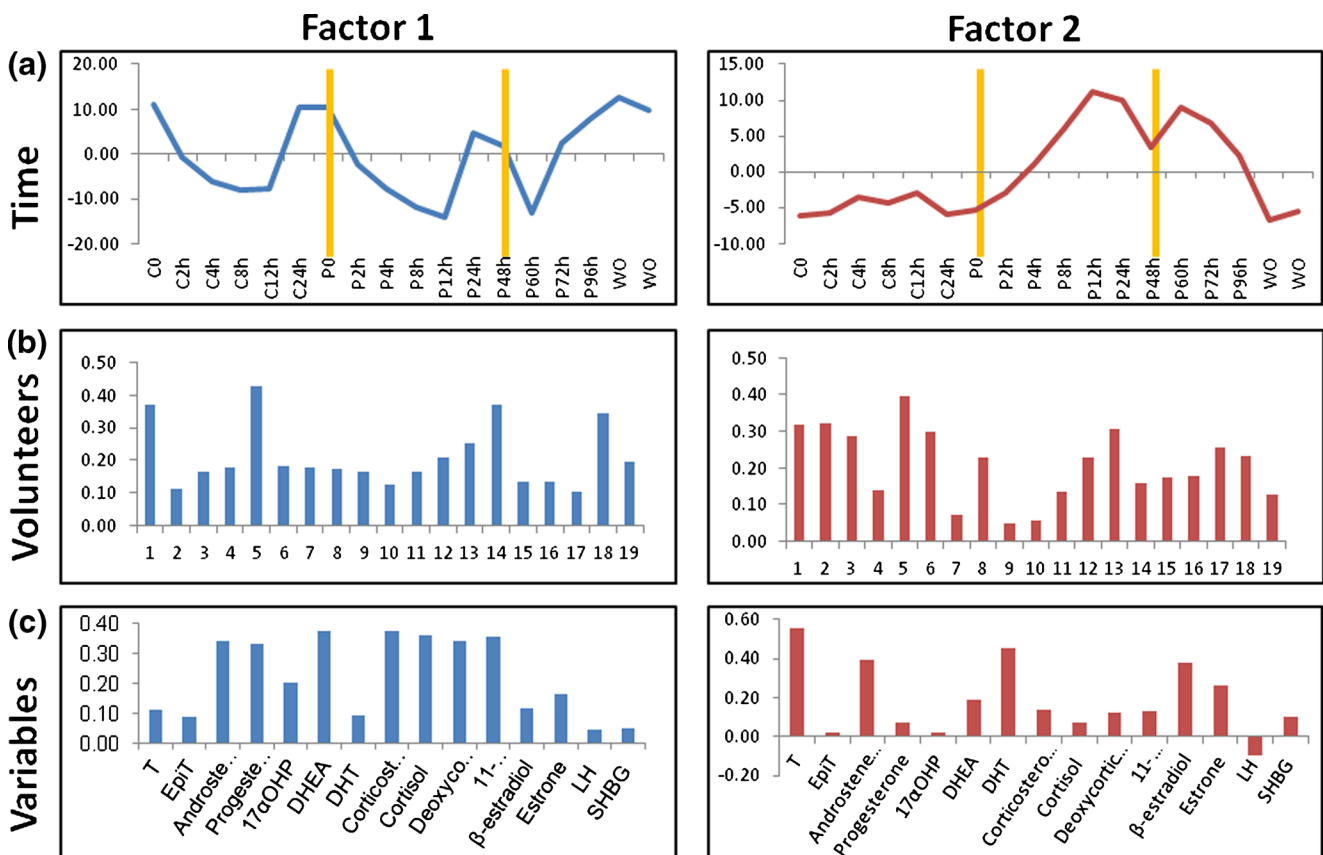 Factor 1
Factor 2
(a)
Time
20.00
10.00
0.00
-10.00
-20.00
C0
C2h
C4h
C8h
C12h
C24h
P0
P2h
P4h
P8h
P12h
P24h
P48h
P60h
P72h
P96h
WO
WO
15.00
10.00
5.00
0.00
-5.00
-10.00
C0
C2h
C4h
C8h
C12h
C24h
P0
P2h
P4h
P8h
P12h
P24h
P48h
P60h
P72h
P96h
WO
WO
(b)
Volunteers
0.50
0.40
0.30
0.20
0.10
0.00
1 2 3 4 5 6 7 8 9 10 11 12 13 14 15 16 17 18 19
0.50
0.40
0.30
0.20
0.10
0.00
1 2 3 4 5 6 7 8 9 10 11 12 13 14 15 16 17 18 19
(c)
Variables
0.40
0.30
0.20
0.10
0.00
T
EpiT
Androste...
Progeste...
17αOHP
DHEA
DHT
Corticost...
Cortisol
Deoxyco...
11-...
β-estradiol
Estrone
LH
SHBG
0.60
0.40
0.20
0.00
-0.20
T
EpiT
Androstene...
Progesterone
17αOHP
DHEA
DHT
Corticostero...
Cortisol
Deoxycortic...
11-...
β-estradiol
Estrone
LH
SHBG